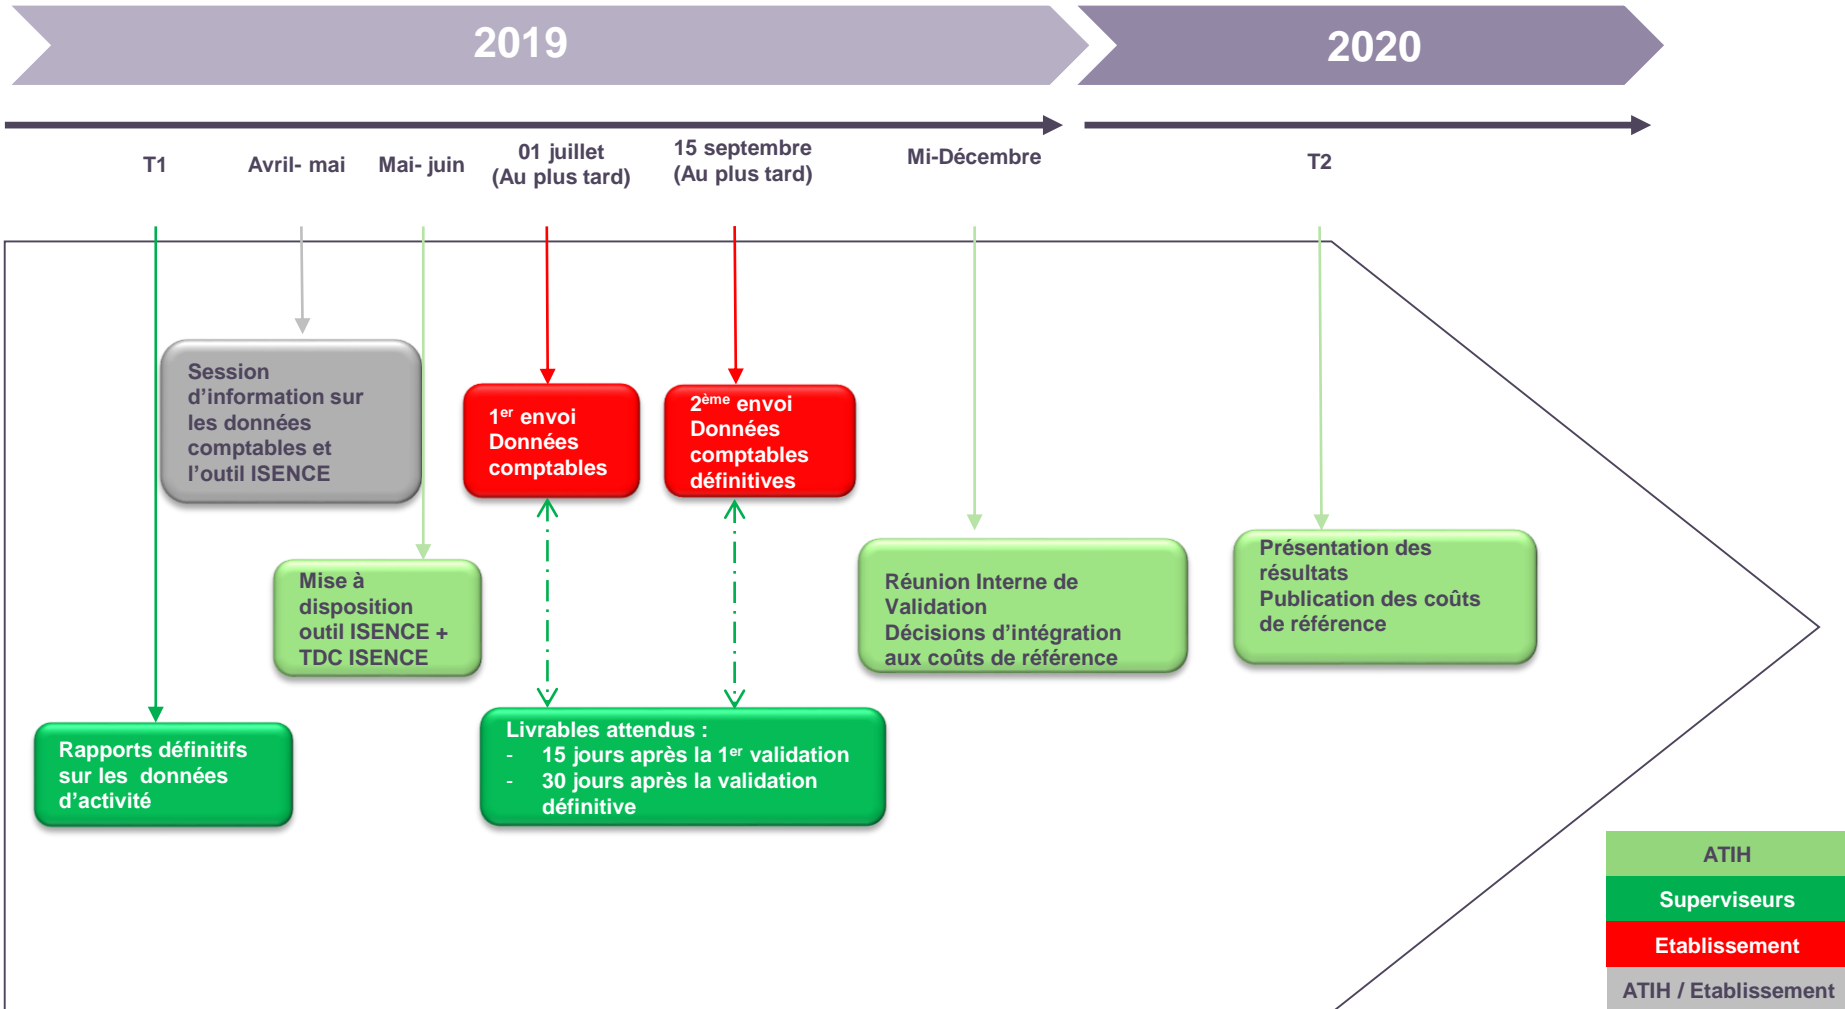 2019
2020
T1
Avril- mai
Mai- juin
01 juillet
(Au plus tard)
15 septembre
(Au plus tard)
Mi-Décembre
T2
Session
d’information sur
les données
comptables et
l’outil ISENCE
1er envoi
Données
comptables
2ème envoi
Données
comptables
définitives
Mise à
disposition
outil ISENCE +
TDC ISENCE
Réunion Interne de
Validation
Décisions d’intégration
aux coûts de référence
Présentation des
résultats
Publication des coûts
de référence
Rapports définitifs
sur les données
d’activité
Livrables attendus :
- 15 jours après la 1er validation
- 30 jours après la validation
définitive
ATIH
Superviseurs
Etablissement
ATIH / Etablissement